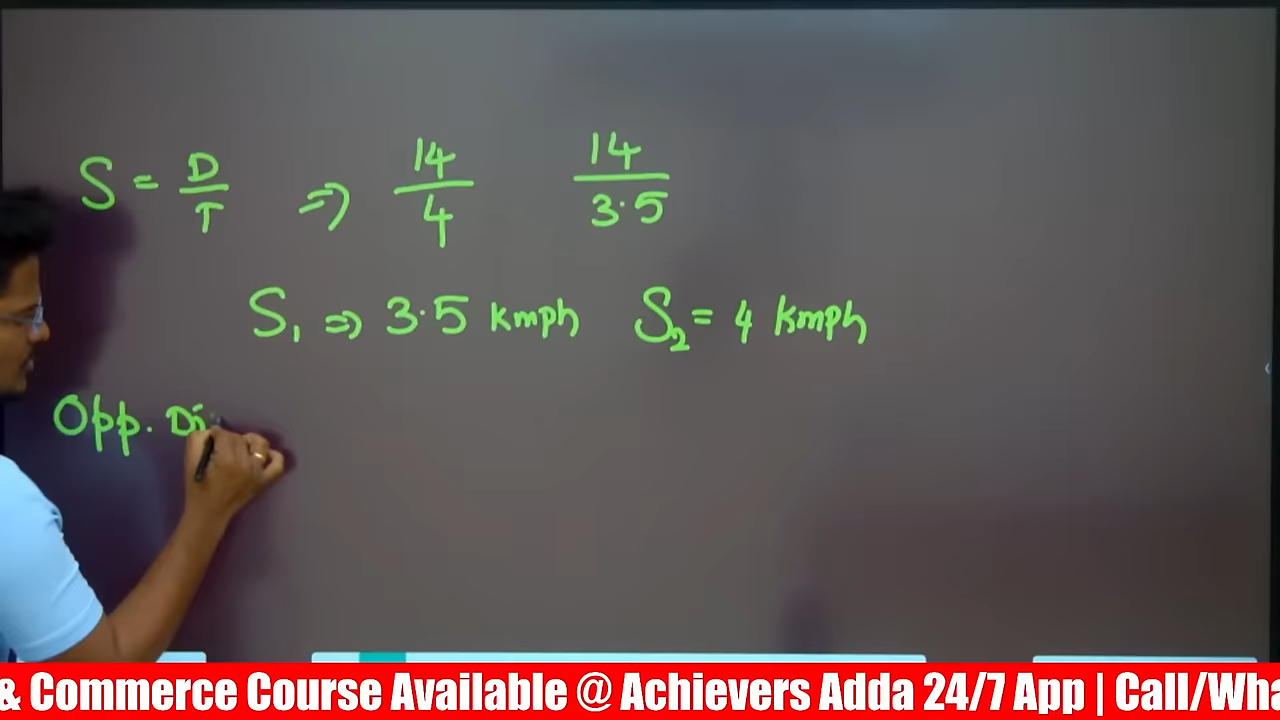 S = D/T ⇒ 14/4 14/3.5
S₁ ⇒ 3.5 kmph S₂ = 4 kmph
Opp. Di
& Commerce Course Available @ Achievers Adda 24/7 App | Call/Wha